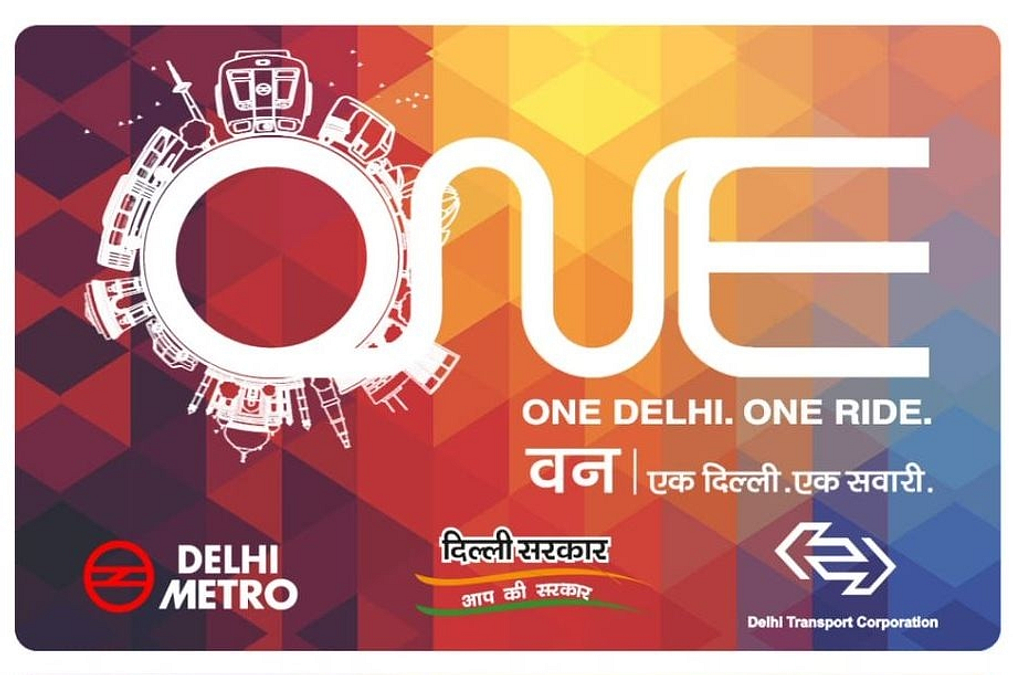 ONE
ONE DELHI. ONE RIDE.
वन | एक दिल्ली.एक सवारी.
DELHI
METRO
दिल्ली सरकार
आप की सरकार
Delhi Transport Corporation